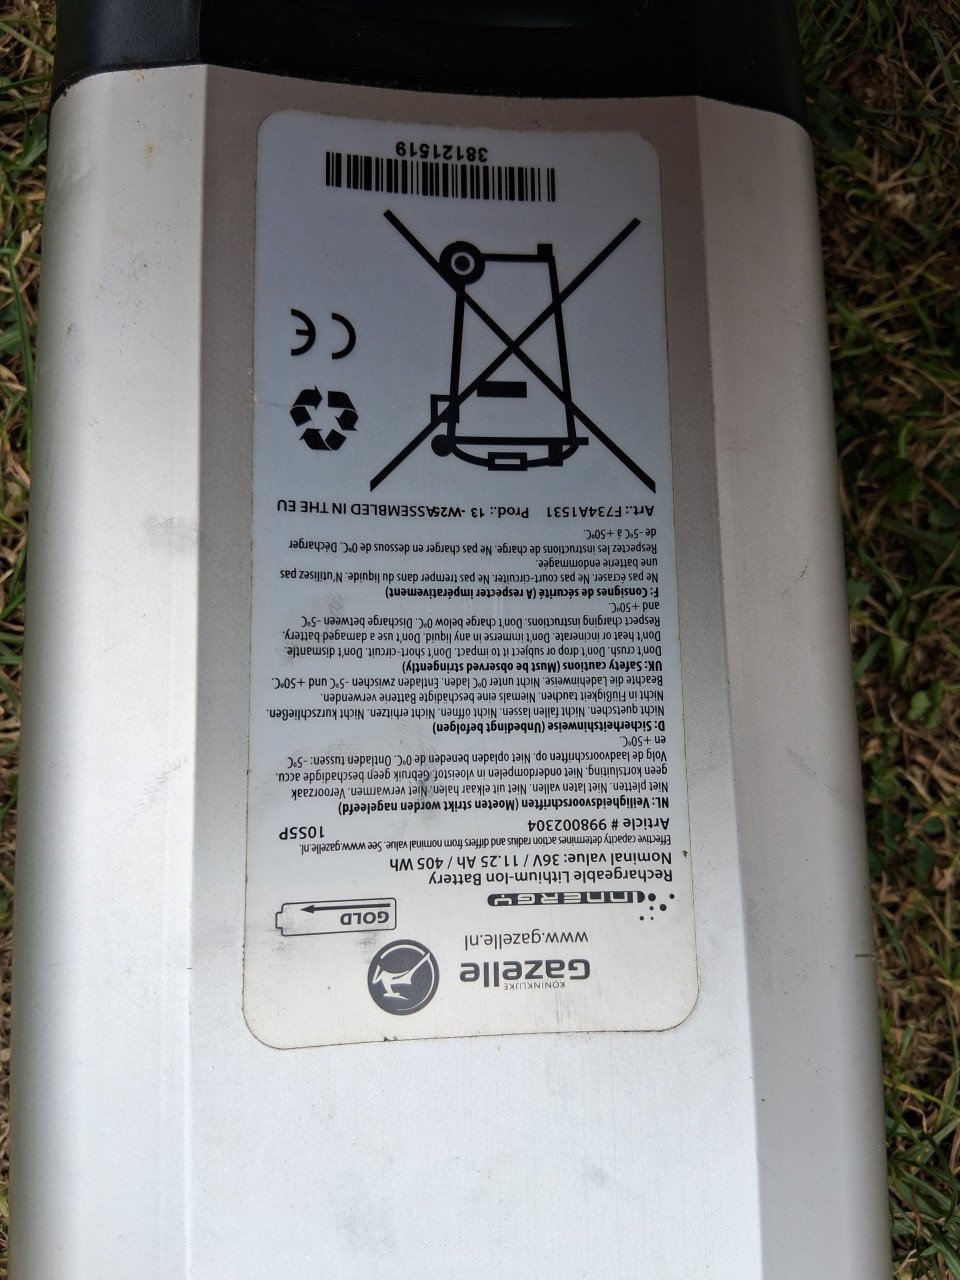 KONINKLIJKE
Gazelle
www.gazelle.nl
INNERGY
GOLD
Rechargeable Lithium-Ion Battery
Nominal value: 36V / 11.25 Ah / 405 Wh
Effective capacity determines action radius and differs from nominal value. See www.gazelle.nl.
Article # 998002304 10S5P
NL: Veiligheidsvoorschriften (Moeten strikt worden nageleefd)
Niet pletten. Niet laten vallen. Niet uit elkaar halen. Niet verwarmen. Veroorzaak
geen kortsluiting. Niet onderdompelen in vloeistof. Gebruik geen beschadigde accu.
Volg de laadvoorschriften op. Niet opladen beneden de 0°C. Ontladen tussen: -5°C
en +50°C.
D: Sicherheitshinweise (Unbedingt befolgen)
Nicht quetschen. Nicht fallen lassen. Nicht öffnen. Nicht erhitzen. Nicht kurzschließen.
Nicht in Flüßigkeit tauchen. Niemals eine beschädigte Batterie verwenden.
Beachte die Ladehinweise. Nicht unter 0°C laden. Entladen zwischen -5°C und +50°C.
UK: Safety cautions (Must be observed stringently)
Don't crush. Don't drop or subject it to impact. Don't short-circuit. Don't dismantle.
Don't heat or incinerate. Don't immerse in any liquid. Don't use a damaged battery.
Respect charging instructions. Don't charge below 0°C. Discharge between -5°C
and +50°C.
F: Consignes de sécurité (A respecter impérativement)
Ne pas écraser. Ne pas court-circuiter. Ne pas tremper dans du liquide. N'utilisez pas
une batterie endommagée.
Respectez les instructions de charge. Ne pas charger en dessous de 0°C. Décharger
de -5°C á +50°C.
Art.: F734A1531 Prod.: 13 -W25 ASSEMBLED IN THE EU
CE
38121519